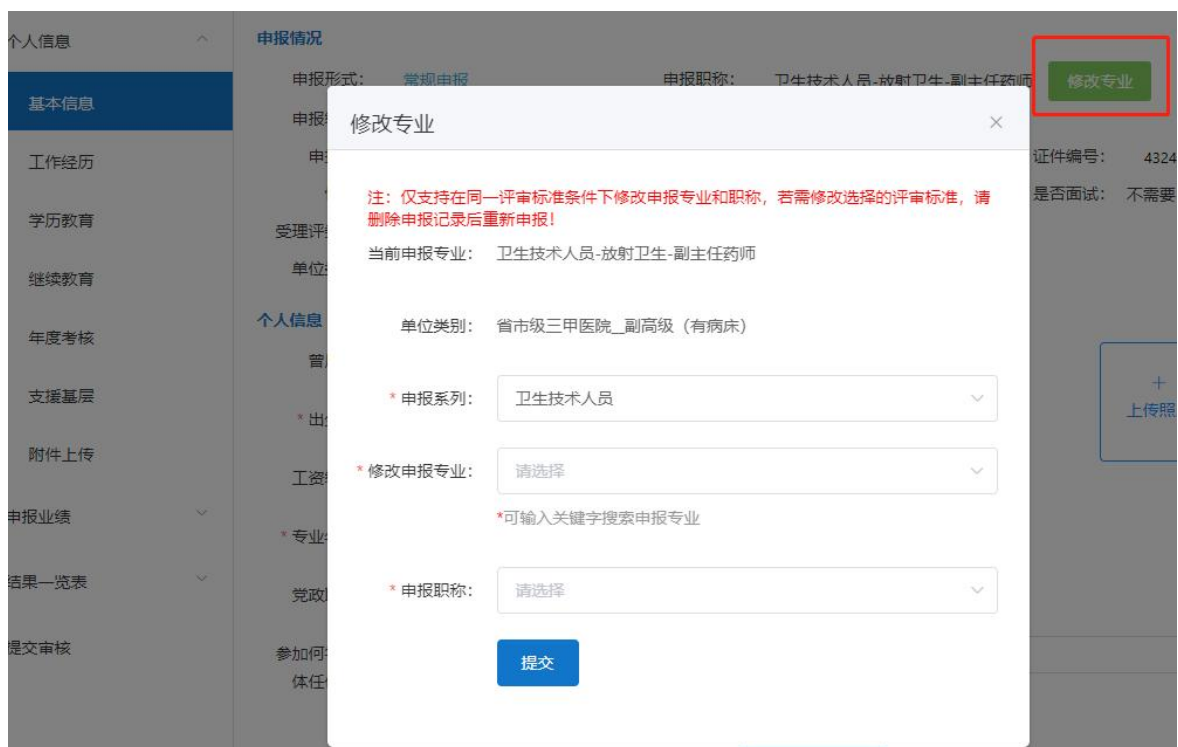 个人信息
基本信息
工作经历
学历教育
继续教育
年度考核
支援基层
附件上传
申报业绩
结果一览表
提交审核
申报情况
申报形式： 常规申报 申报职称： 卫生技术人员-放射卫生-副主任药师 修改专业
证件编号： 4324
是否面试： 不需要
受理评
单位
个人信息
曾
* 出
工资
* 专业
党政
参加何
体任
上传照
修改专业
注：仅支持在同一评审标准条件下修改申报专业和职称，若需修改选择的评审标准，请
删除申报记录后重新申报！
当前申报专业： 卫生技术人员-放射卫生-副主任药师
单位类别： 省市级三甲医院__副高级（有病床）
* 申报系列： 卫生技术人员
* 修改申报专业： 请选择
*可输入关键字搜索申报专业
* 申报职称： 请选择
提交